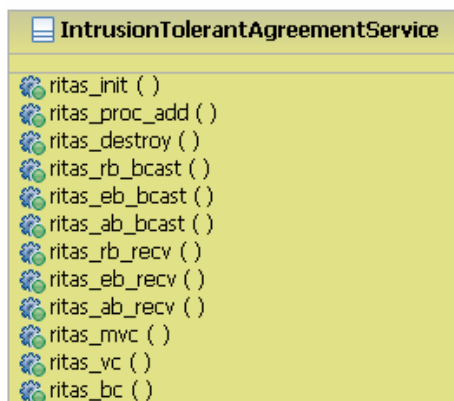 IntrusionTolerantAgreementService
ritas_init ( )
ritas_proc_add ( )
ritas_destroy ( )
ritas_rb_bcast ( )
ritas_eb_bcast ( )
ritas_ab_bcast ( )
ritas_rb_recv ( )
ritas_eb_recv ( )
ritas_ab_recv ( )
ritas_mvc ( )
ritas_vc ( )
ritas_bc ( )